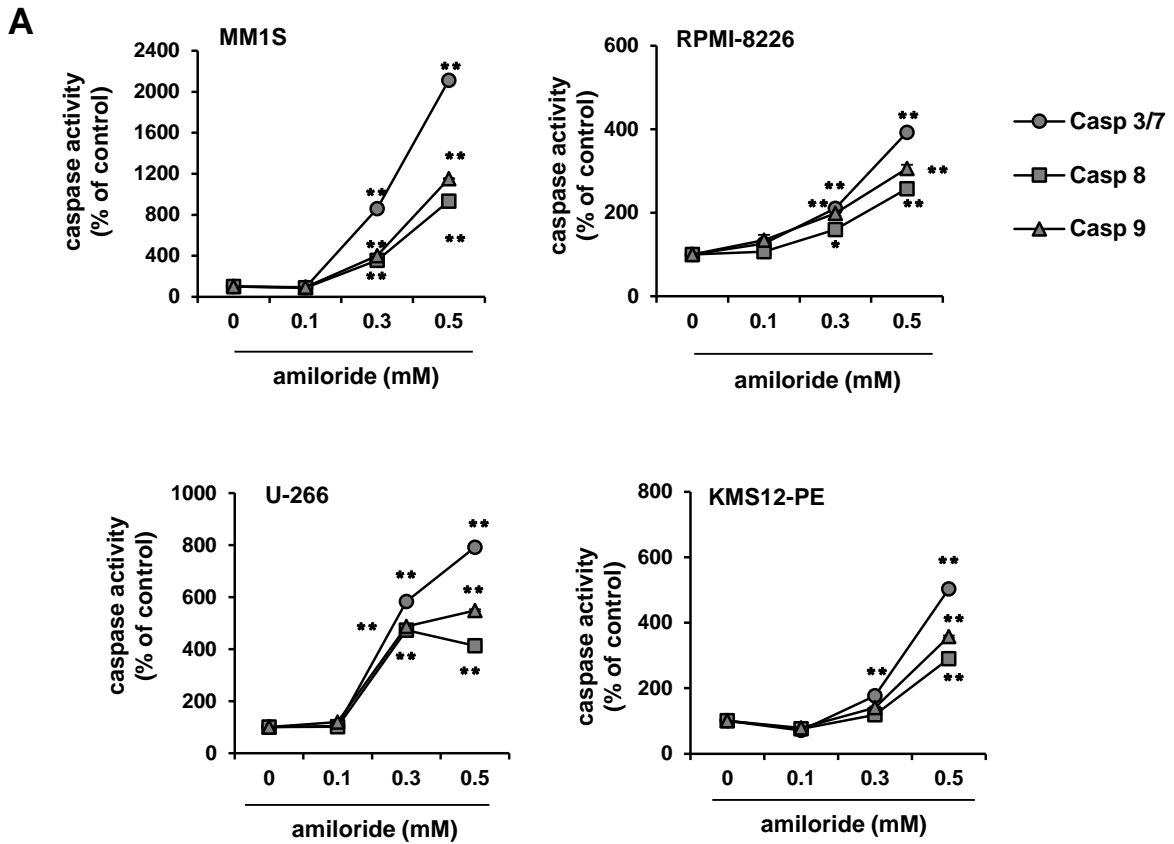 A
MM1S
caspase activity
(% of control)
2400
2000
1600
1200
800
400
0
**
**
**
**
**
**
0 0.1 0.3 0.5
amiloride (mM)
RPMI-8226
caspase activity
(% of control)
600
400
200
0
**
**
**
**
**
*
0 0.1 0.3 0.5
amiloride (mM)
Casp 3/7
Casp 8
Casp 9
U-266
caspase activity
(% of control)
1000
800
600
400
200
0
**
**
**
**
**
**
0 0.1 0.3 0.5
amiloride (mM)
KMS12-PE
caspase activity
(% of control)
800
600
400
200
0
**
**
**
**
0 0.1 0.3 0.5
amiloride (mM)